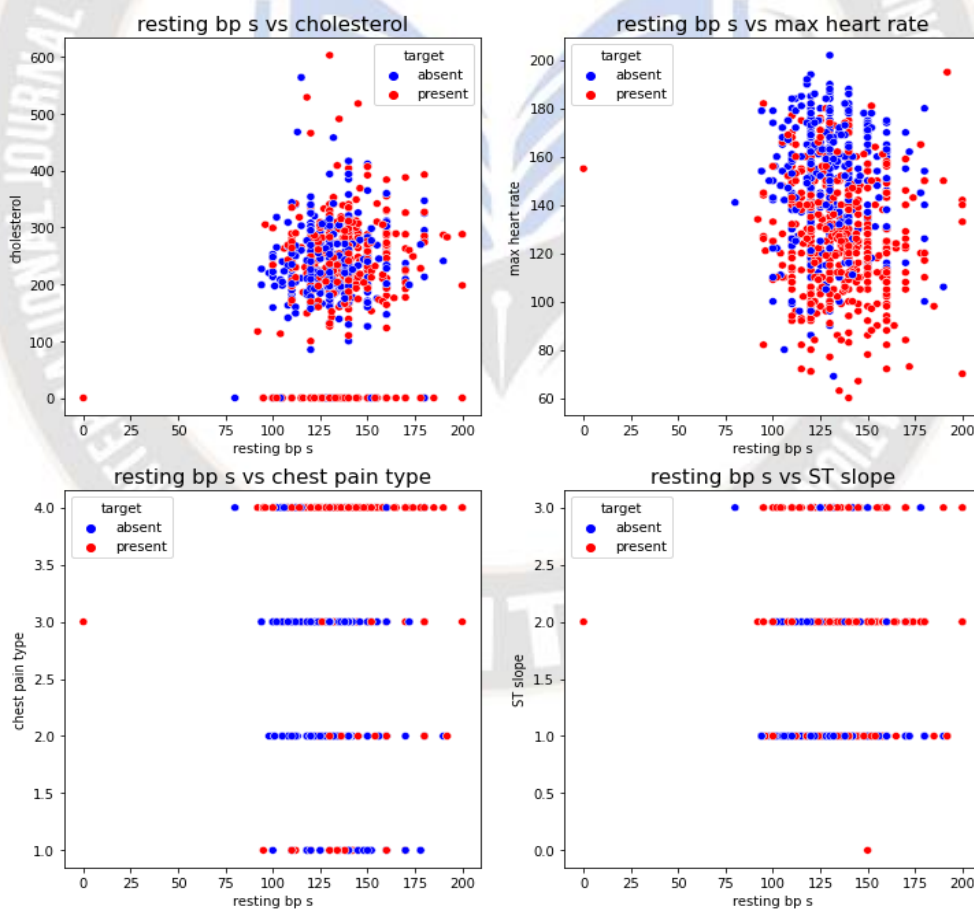 resting bp s vs cholesterol
target
absent
present
600
500
400
300
200
100
0
cholesterol
0 25 50 75 100 125 150 175 200
resting bp s
resting bp s vs max heart rate
target
absent
present
200
180
160
140
120
100
80
60
max heart rate
0 25 50 75 100 125 150 175 200
resting bp s
resting bp s vs chest pain type
target
absent
present
4.0
3.5
3.0
2.5
2.0
1.5
1.0
chest pain type
0 25 50 75 100 125 150 175 200
resting bp s
resting bp s vs ST slope
target
absent
present
3.0
2.5
2.0
1.5
1.0
0.5
0.0
ST slope
0 25 50 75 100 125 150 175 200
resting bp s
JOURNAL